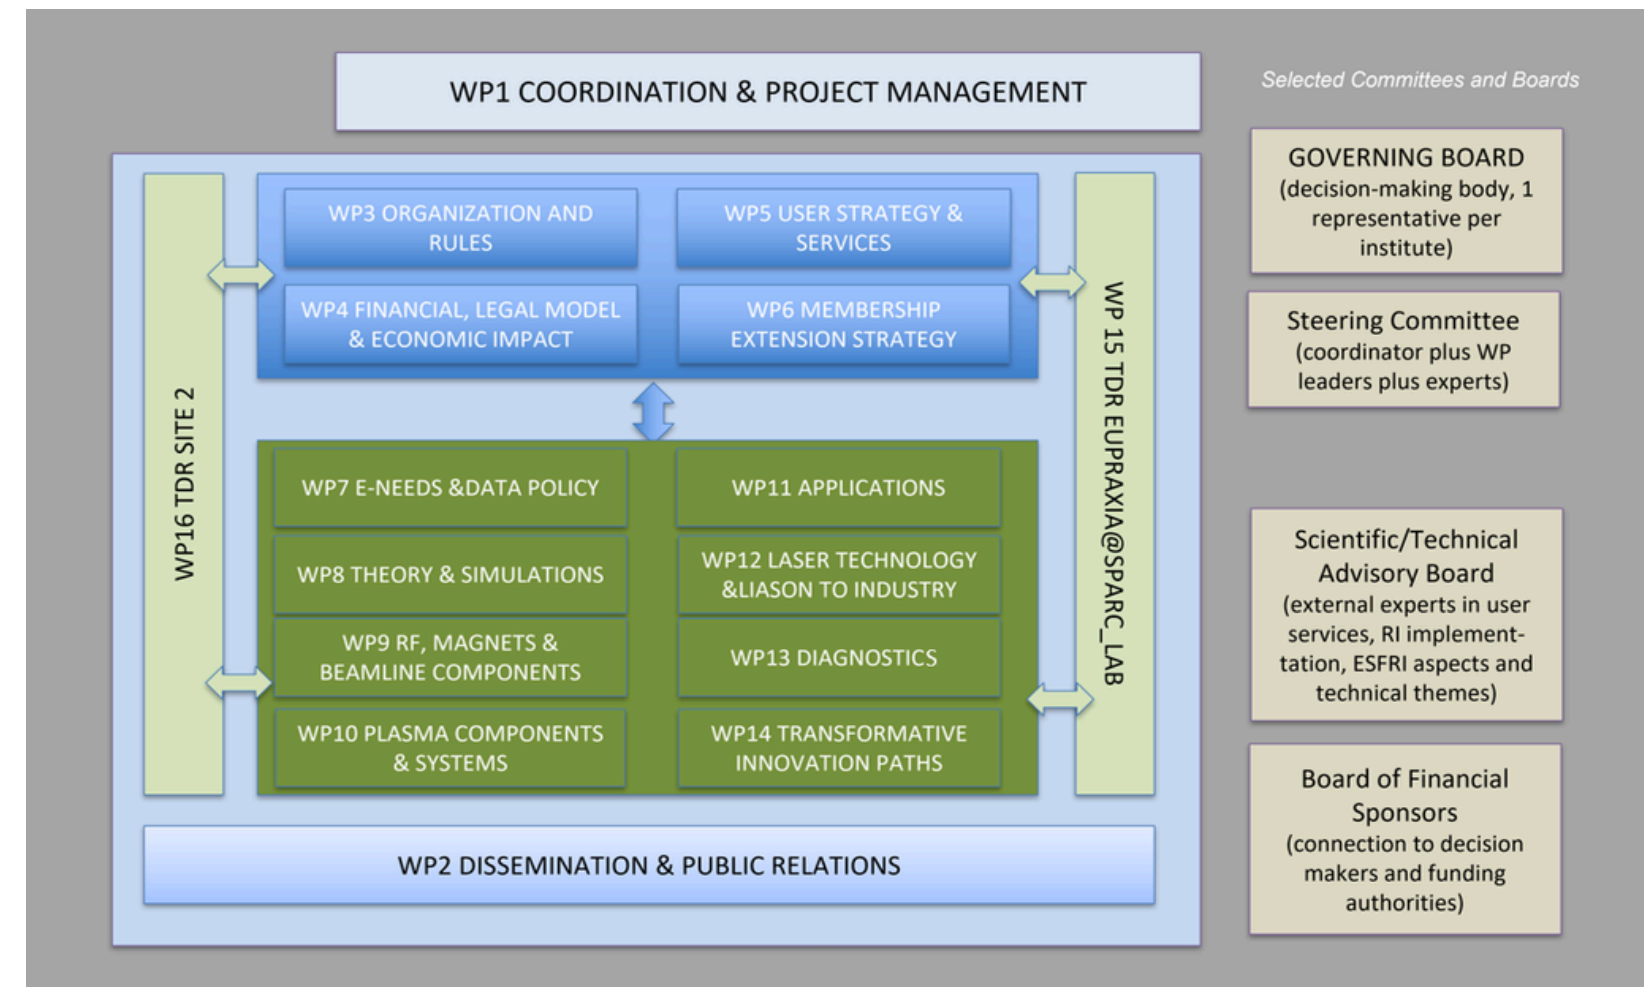 WP1 COORDINATION & PROJECT MANAGEMENT
Selected Committees and Boards
WP16 TDR SITE 2
WP3 ORGANIZATION AND
RULES
WP5 USER STRATEGY &
SERVICES
WP4 FINANCIAL, LEGAL MODEL
& ECONOMIC IMPACT
WP6 MEMBERSHIP
EXTENSION STRATEGY
WP7 E-NEEDS &DATA POLICY
WP11 APPLICATIONS
WP8 THEORY & SIMULATIONS
WP12 LASER TECHNOLOGY
&LIASON TO INDUSTRY
WP9 RF, MAGNETS &
BEAMLINE COMPONENTS
WP13 DIAGNOSTICS
WP10 PLASMA COMPONENTS
& SYSTEMS
WP14 TRANSFORMATIVE
INNOVATION PATHS
WP 15 TDR EUPRAXIA@SPARC_LAB
WP2 DISSEMINATION & PUBLIC RELATIONS
GOVERNING BOARD
(decision-making body, 1
representative per
institute)
Steering Committee
(coordinator plus WP
leaders plus experts)
Scientific/Technical
Advisory Board
(external experts in user
services, RI implement-
tation, ESFRI aspects and
technical themes)
Board of Financial
Sponsors
(connection to decision
makers and funding
authorities)